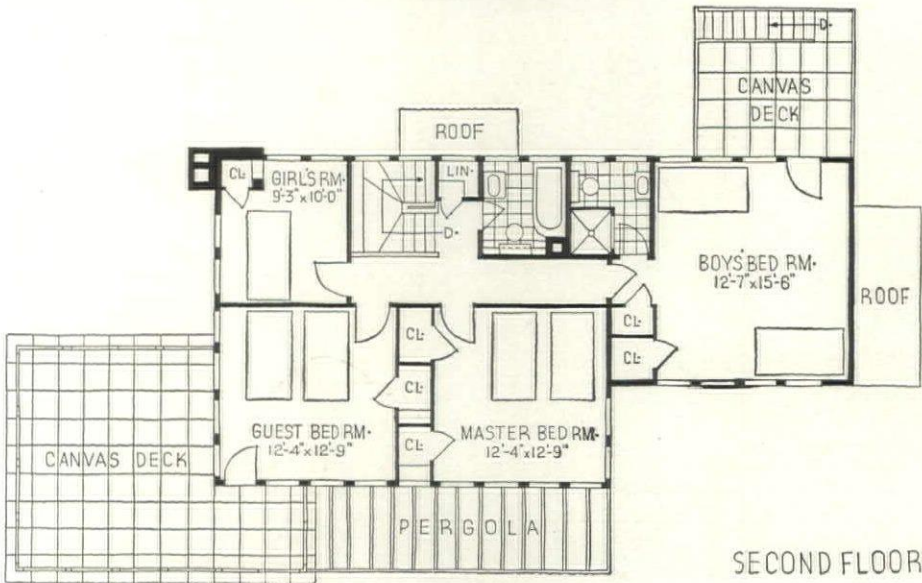 D.
CANVAS
DECK
ROOF
CL.
GIRL'S RM.
9'-3" x 10'-0"
LIN.
D.
BOYS' BED RM.
12'-7" x 15'-6"
ROOF
CL.
CL.
CL.
CL.
CL.
GUEST BED RM.
12'-4" x 12'-9"
MASTER BED RM.
12'-4" x 12'-9"
CANVAS DECK
PERGOLA
SECOND FLOOR